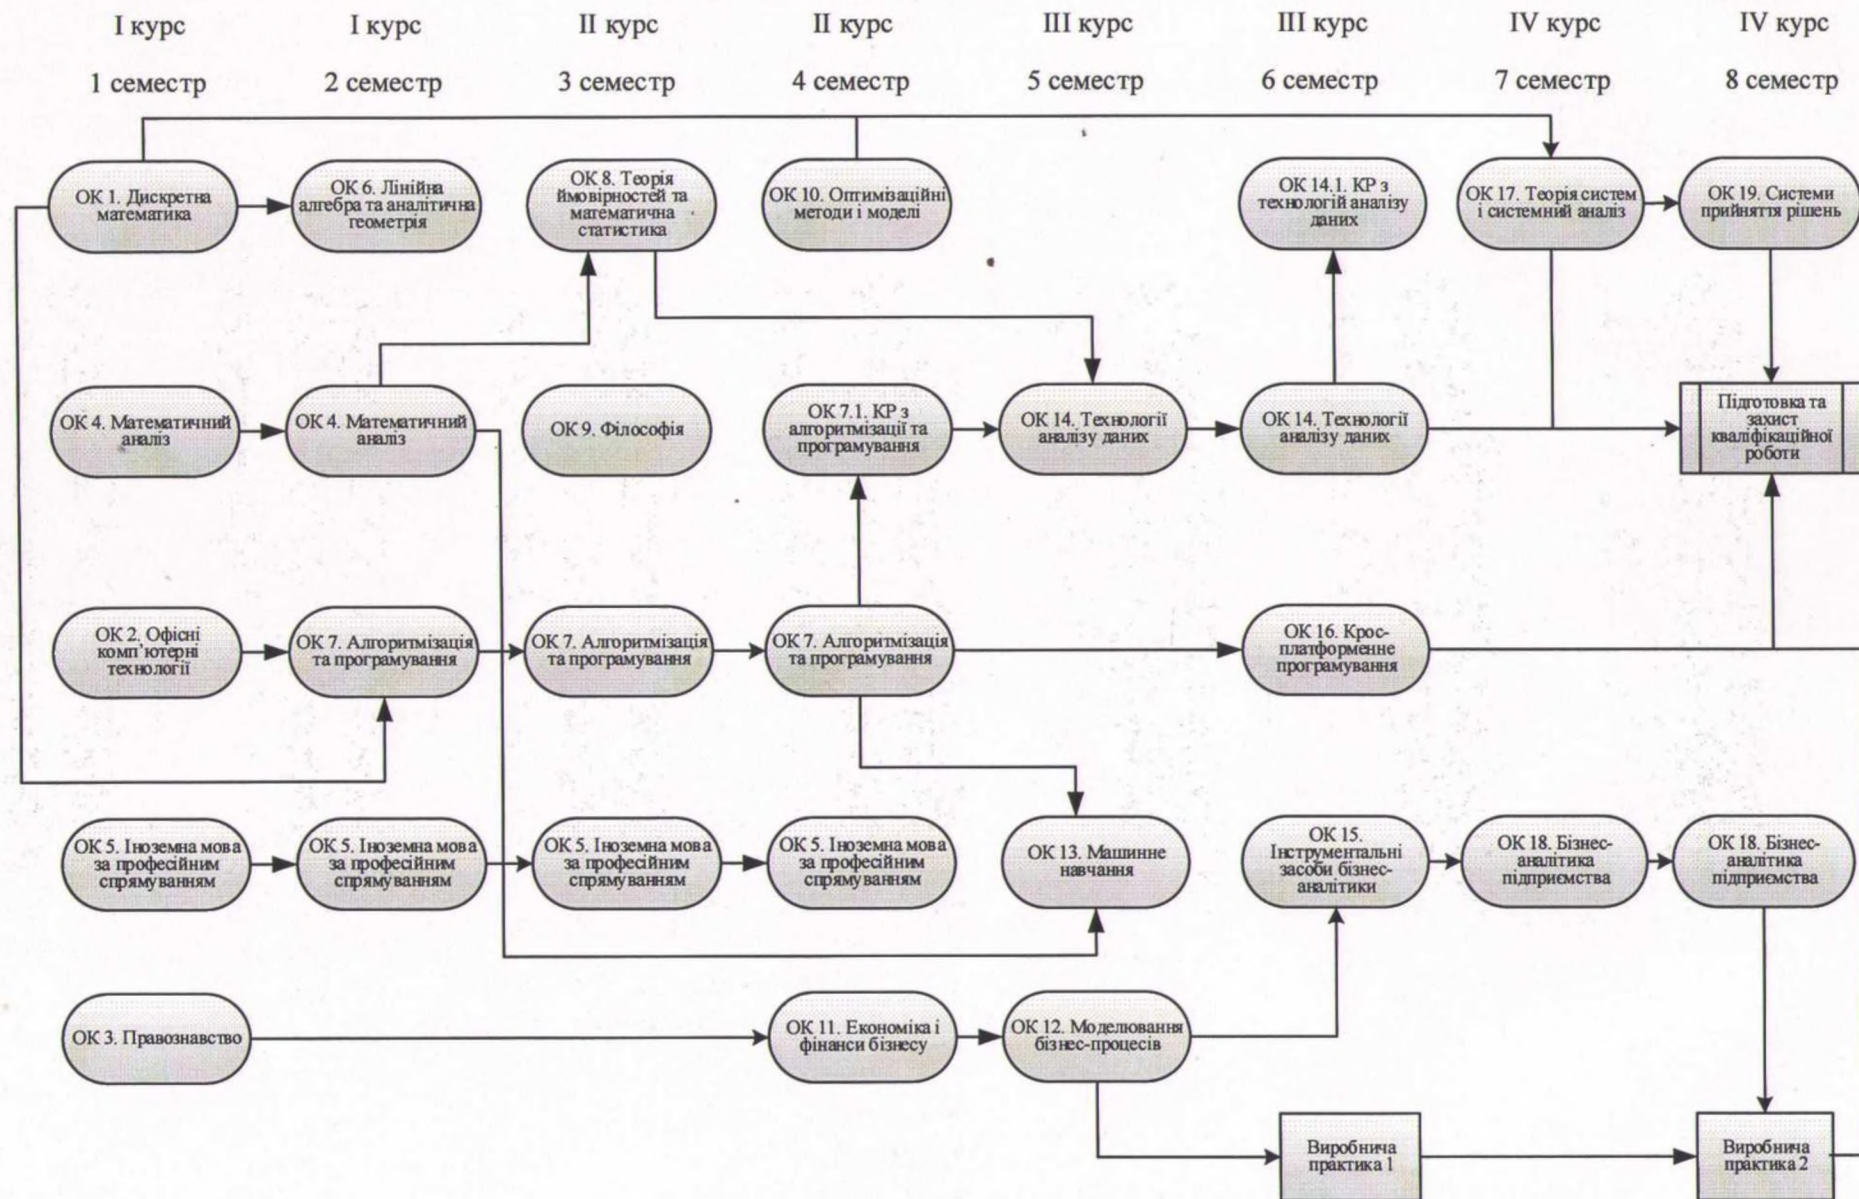 I курс
I курс
II курс
II курс
III курс
III курс
IV курс
IV курс
1 семестр
2 семестр
3 семестр
4 семестр
5 семестр
6 семестр
7 семестр
8 семестр
ОК 1. Дискретна
математика
ОК 6. Лінійна
алгебра та аналітична
геометрія
ОК 8. Теорія
ймовірностей та
математична
статистика
ОК 10. Оптимізаційні
методи і моделі
ОК 14.1. КР з
технологій аналізу
даних
ОК 17. Теорія систем
і системний аналіз
ОК 19. Системи
прийняття рішень
ОК 4. Математичний
аналіз
ОК 4. Математичний
аналіз
ОК 9. Філософія
ОК 7.1. КР з
алгоритмізації та
програмування
ОК 14. Технології
аналізу даних
ОК 14. Технології
аналізу даних
Підготовка та
захист
кваліфікаційної
роботи
ОК 2. Офісні
комп'ютерні
технології
ОК 7. Алгоритмізація
та програмування
ОК 7. Алгоритмізація
та програмування
ОК 7. Алгоритмізація
та програмування
ОК 16. Крос-
платформенне
програмування
ОК 5. Іноземна мова
за професійним
спрямуванням
ОК 5. Іноземна мова
за професійним
спрямуванням
ОК 5. Іноземна мова
за професійним
спрямуванням
ОК 5. Іноземна мова
за професійним
спрямуванням
ОК 13. Машинне
навчання
ОК 15.
Інструментальні
засоби бізнес-
аналітики
ОК 18. Бізнес-
аналітика
підприємства
ОК 18. Бізнес-
аналітика
підприємства
ОК 3. Правознавство
ОК 11. Економіка і
фінанси бізнесу
ОК 12. Моделювання
бізнес-процесів
Виробнича
практика 1
Виробнича
практика 2